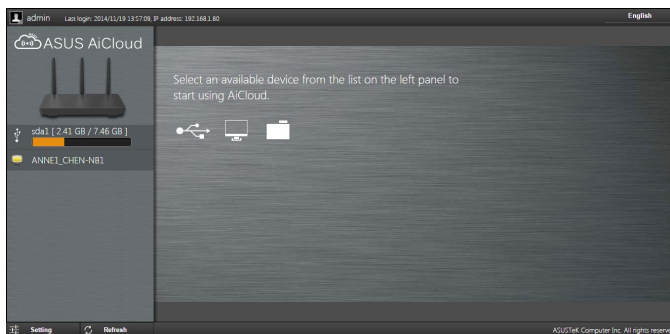 admin Last login: 2014/11/19 13:57:09, IP address: 192.168.1.80
English
ASUS AiCloud
Select an available device from the list on the left panel to
start using AiCloud.
sda1 [ 2.41 GB / 7.46 GB ]
ANNE1_CHEN-NB1
Setting
Refresh
ASUSTeK Computer Inc. All rights reserve